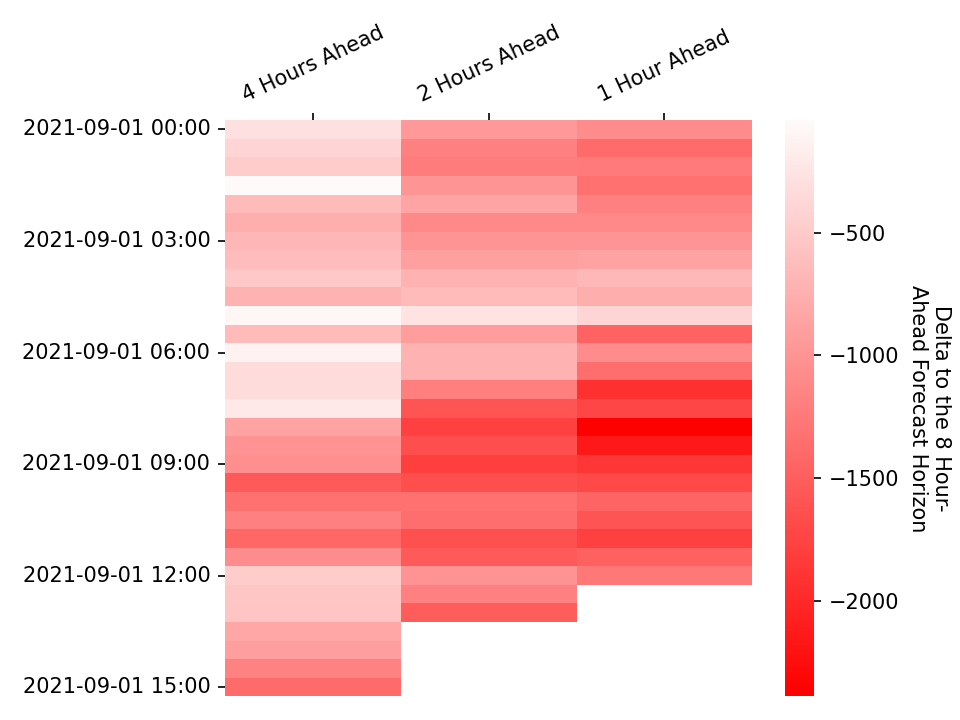 4 Hours Ahead
2 Hours Ahead
1 Hour Ahead
2021-09-01 00:00
2021-09-01 03:00
2021-09-01 06:00
2021-09-01 09:00
2021-09-01 12:00
2021-09-01 15:00
−500
−1000
−1500
−2000
Delta to the 8 Hour-
Ahead Forecast Horizon